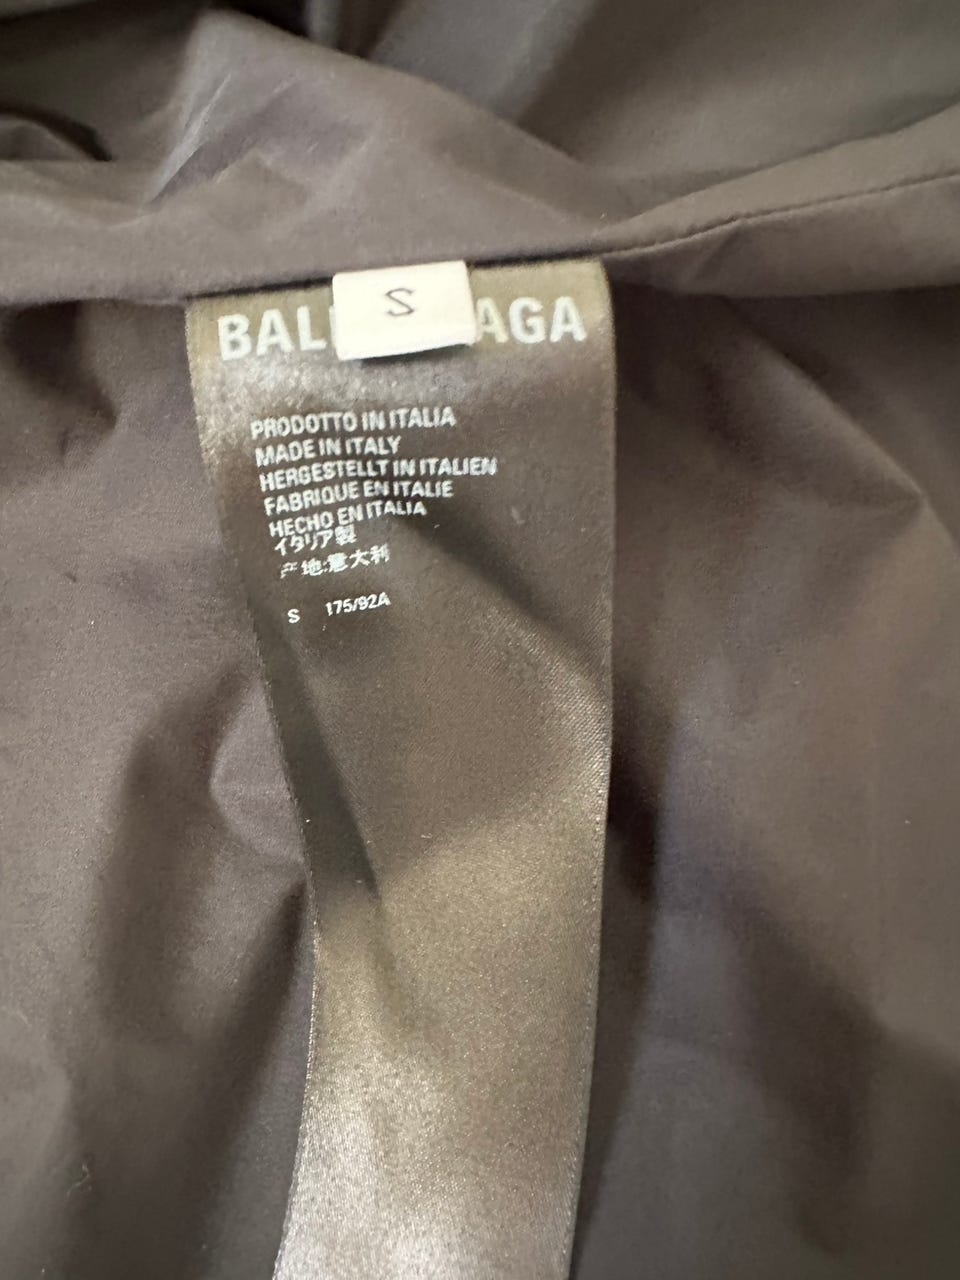 S
BAL AGA
PRODOTTO IN ITALIA
MADE IN ITALY
HERGESTELLT IN ITALIEN
FABRIQUE EN ITALIE
HECHO EN ITALIA
イタリア製
产地:意大利
S 175/92A